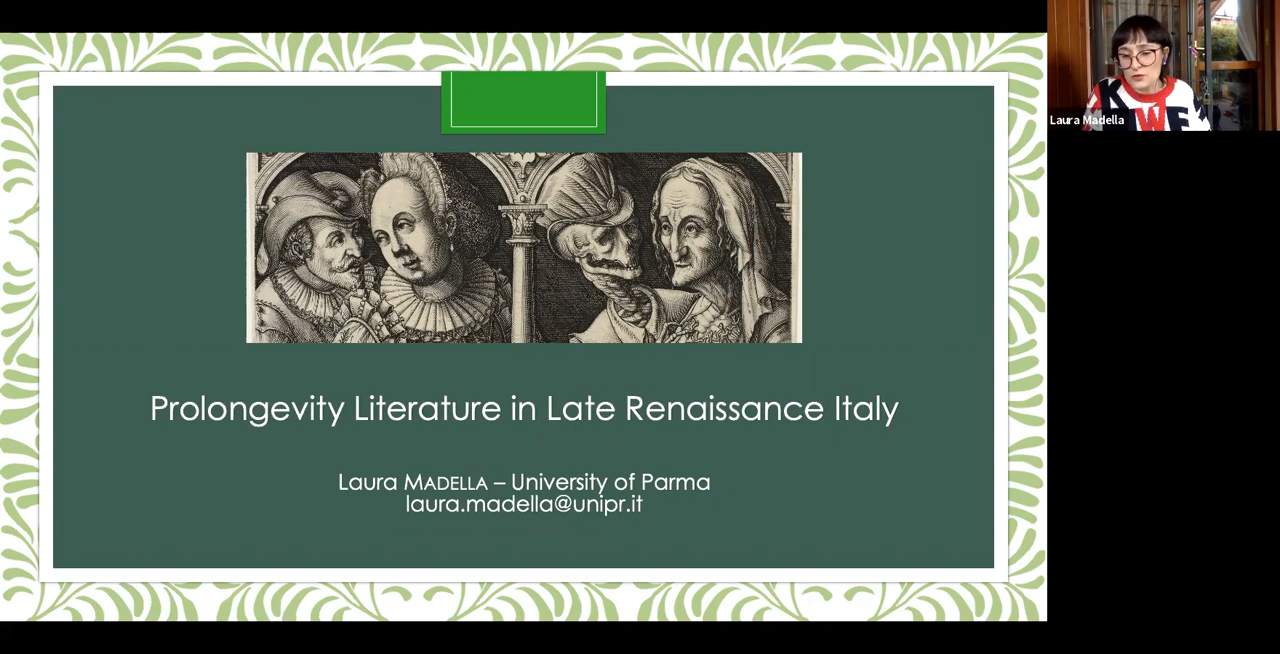 Prolongevity Literature in Late Renaissance Italy
Laura MADELLA – University of Parma
laura.madella@unipr.it
Laura Madella